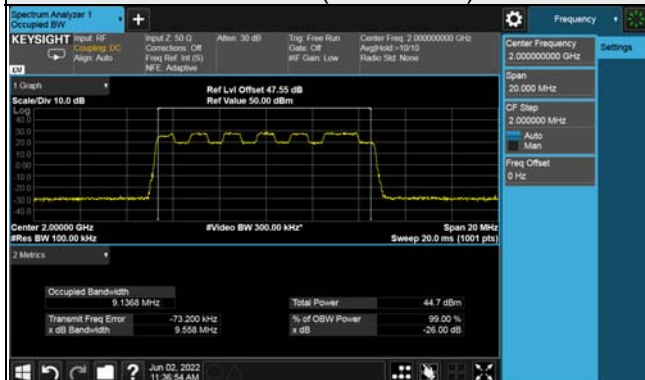 Spectrum Analyzer 1
Occupied BW
Frequency
KEYSIGHT
Input: RF
Coupling: DC
Align: Auto
Input Z: 50 Ω
Corrections: Off
Freq Ref: Int (S)
NFE: Adaptive
Atten: 30 dB
Trig: Free Run
Gate: Off
#IF Gain: Low
Center Freq: 2.000000000 GHz
Avg|Hold:>10/10
Radio Std: None
Center Frequency
2.000000000 GHz
Settings
Span
20.000 MHz
CF Step
2.000000 MHz
Auto
Man
Freq Offset
0 Hz
LXI
1 Graph
Scale/Div 10.0 dB
Ref Lvl Offset 47.55 dB
Ref Value 50.00 dBm
Log
40.0
30.0
20.0
10.0
0.00
-10.0
-20.0
-30.0
-40.0
Center 2.00000 GHz
#Res BW 100.00 kHz
#Video BW 300.00 kHz*
Span 20 MHz
Sweep 20.0 ms (1001 pts)
2 Metrics
Occupied Bandwidth
9.1368 MHz
Total Power
44.7 dBm
Transmit Freq Error
-73.200 kHz
% of OBW Power
99.00 %
x dB Bandwidth
9.558 MHz
x dB
-26.00 dB
?
Jun 02, 2022
11:36:54 AM